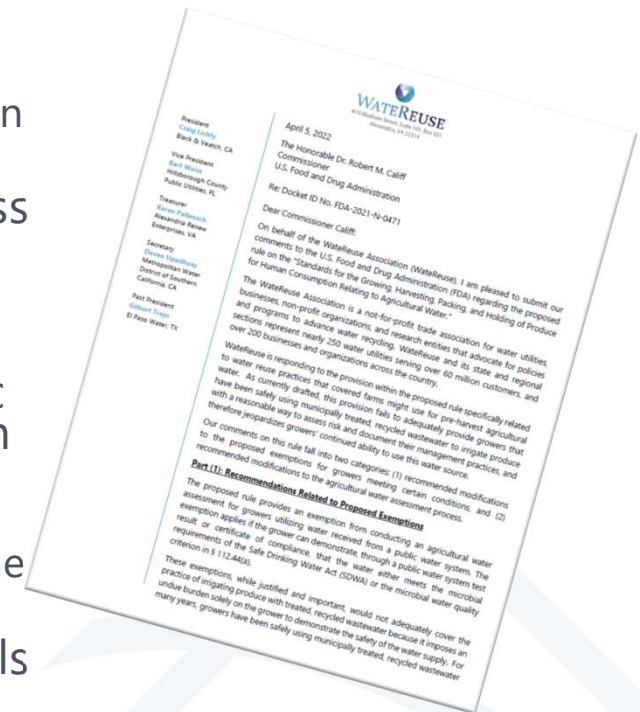 n
ss
c
n
ls
WATEREUSE
Alexandria, VA 22314
President
Craig Lichty
Black & Veatch, CA
Vice President
Bart Weiss
Hillsborough County
Public Utilities, FL
Treasurer
Karen Pallansch
Alexandria Renew
Enterprises, VA
Secretary
Deven Upadhyay
Metropolitan Water
District of Southern
California, CA
Past President
Gilbert Trejo
El Paso Water, TX
April 5, 2022
The Honorable Dr. Robert M. Califf
Commissioner
U.S. Food and Drug Administration
Re: Docket ID No. FDA-2021-N-0471
Dear Commissioner Califf:
On behalf of the WateReuse Association (WateReuse), I am pleased to submit our
comments to the U.S. Food and Drug Administration (FDA) regarding the proposed
rule on the "Standards for the Growing, Harvesting, Packing, and Holding of Produce
for Human Consumption Relating to Agricultural Water."
The WateReuse Association is a not-for-profit trade association for water utilities,
businesses, non-profit organizations, and research entities that advocate for policies
and programs to advance water recycling. WateReuse and its state and regional
sections represent nearly 250 water utilities serving over 60 million customers, and
over 200 businesses and organizations across the country.
WateReuse is responding to the provision within the proposed rule specifically related
to water reuse practices that covered farms might use for pre-harvest agricultural
water. As currently drafted, this provision fails to adequately provide growers that
have been safely using municipally treated, recycled wastewater to irrigate produce
with a reasonable way to assess risk and document their management practices, and
therefore jeopardizes growers' continued ability to use this water source.
Our comments on this rule fall into two categories: (1) recommended modifications
to the proposed exemptions for growers meeting certain conditions, and (2)
recommended modifications to the agricultural water assessment process.
Part (1): Recommendations Related to Proposed Exemptions
The proposed rule provides an exemption from conducting an agricultural water
assessment for growers utilizing water received from a public water system. The
exemption applies if the grower can demonstrate, through a public water system test
result or certificate of compliance, that the water either meets the microbial
requirements of the Safe Drinking Water Act (SDWA) or the microbial water quality
criterion in § 112.44(a).
These exemptions, while justified and important, would not adequately cover the
practice of irrigating produce with treated, recycled wastewater because it imposes an
undue burden solely on the grower to demonstrate the safety of the water supply. For
many years, growers have been safely using municipally treated, recycled wastewater